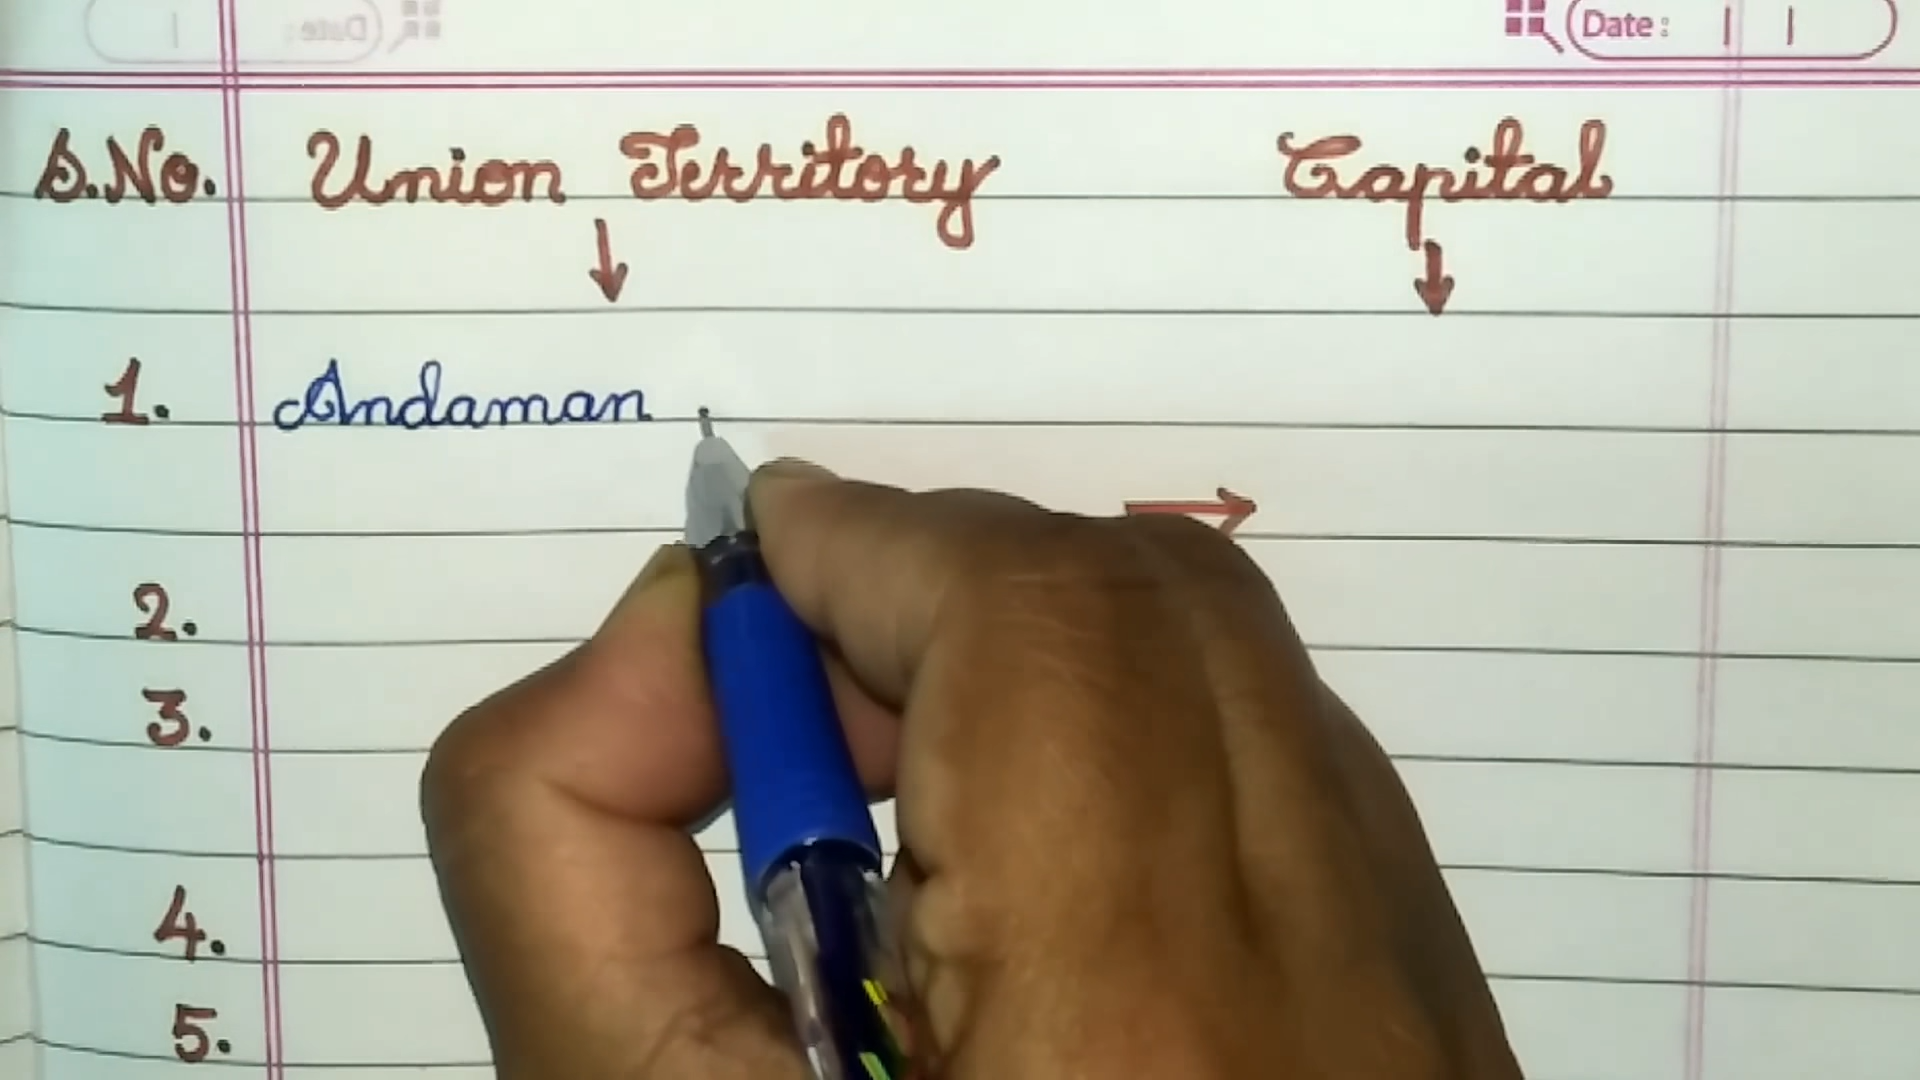 Date :
S.No. Union Territory Capital
1. Andaman
2.
3.
4.
5.